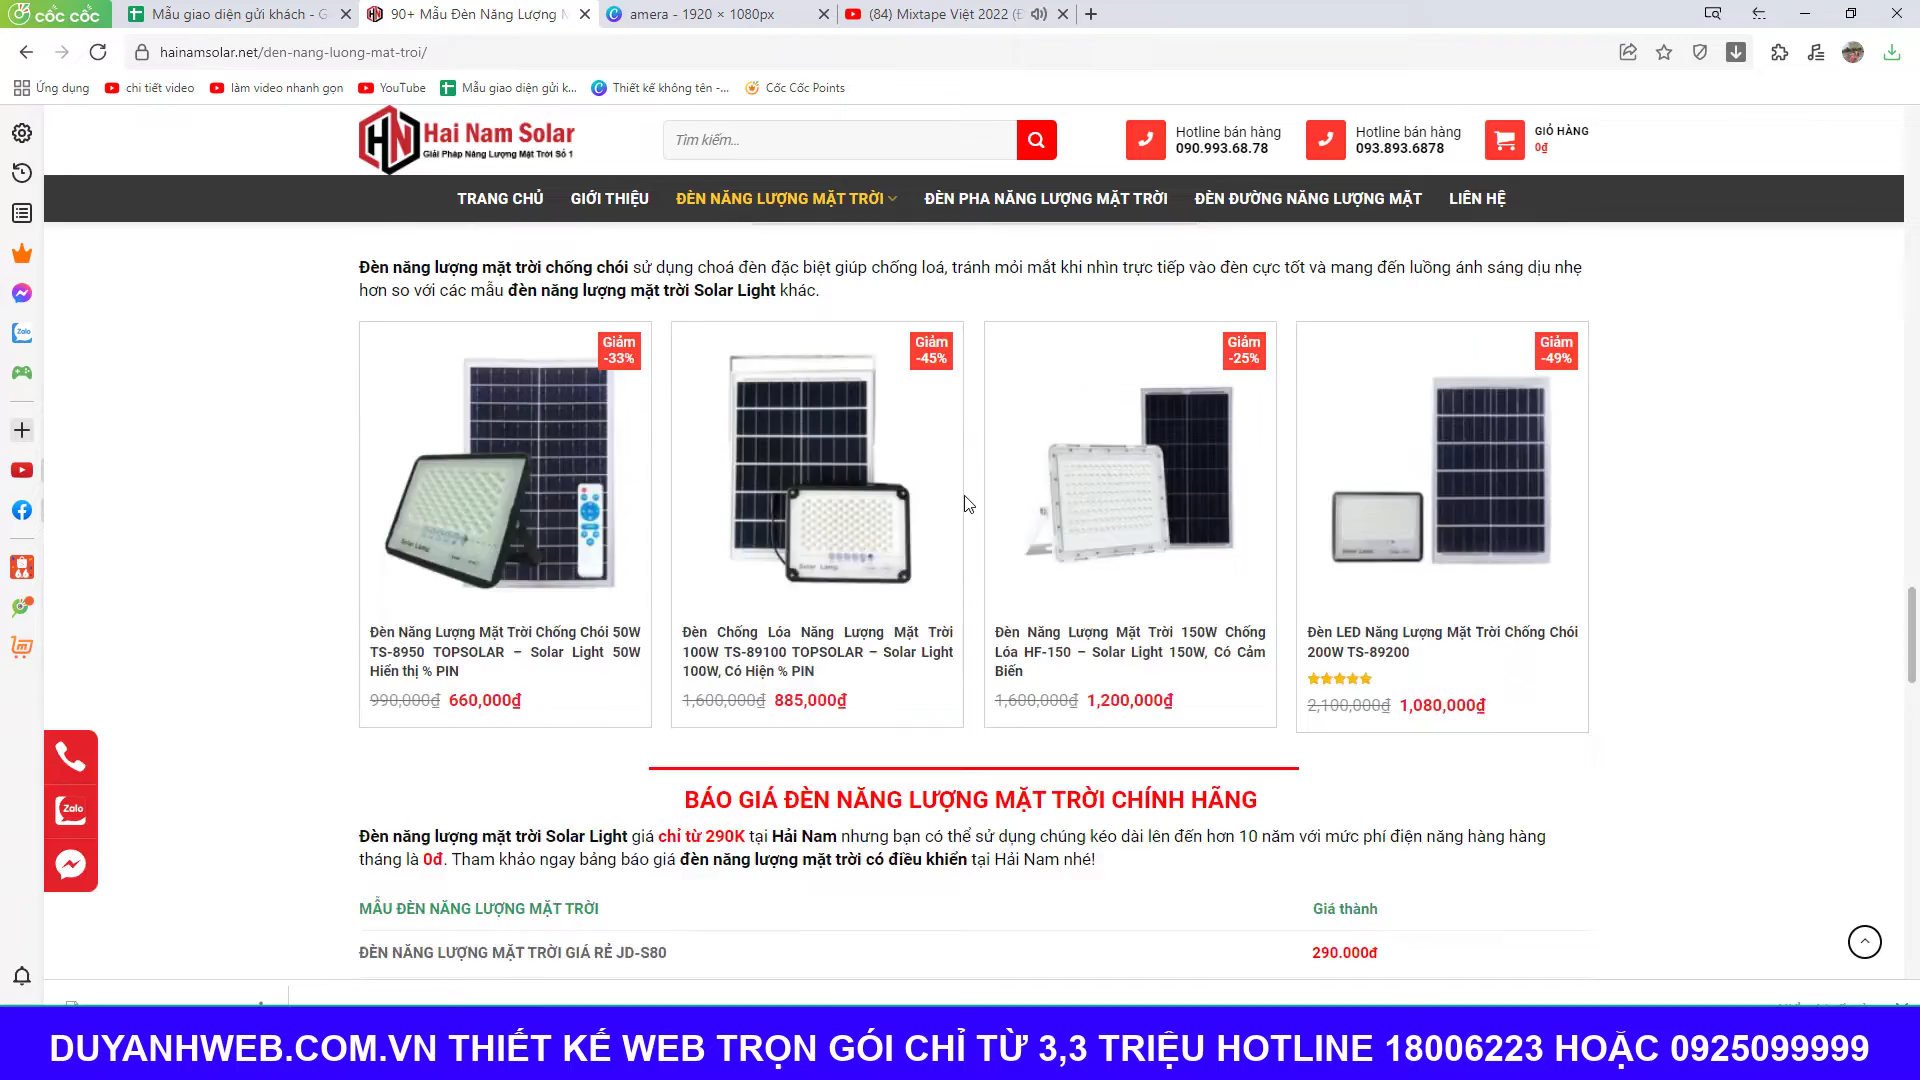 cốc cốc
Mẫu giao diện gửi khách - G
90+ Mẫu Đèn Năng Lượng M
amera - 1920 × 1080px
(84) Mixtape Việt 2022 (Đ
hainamsolar.net/den-nang-luong-mat-troi/
Ứng dụng
chi tiết video
làm video nhanh gọn
YouTube
Mẫu giao diện gửi k...
Thiết kế không tên -...
Cốc Cốc Points
HN Hai Nam Solar
Giải Pháp Năng Lượng Mặt Trời Số 1
Tìm kiếm...
Hotline bán hàng
090.993.68.78
Hotline bán hàng
093.893.6878
GIỎ HÀNG
0₫
TRANG CHỦ
GIỚI THIỆU
ĐÈN NĂNG LƯỢNG MẶT TRỜI
ĐÈN PHA NĂNG LƯỢNG MẶT TRỜI
ĐÈN ĐƯỜNG NĂNG LƯỢNG MẶT
LIÊN HỆ
Đèn năng lượng mặt trời chống chói sử dụng choá đèn đặc biệt giúp chống loá, tránh mỏi mắt khi nhìn trực tiếp vào đèn cực tốt và mang đến luồng ánh sáng dịu nhẹ
hơn so với các mẫu đèn năng lượng mặt trời Solar Light khác.
Giảm
-33%
Giảm
-45%
Giảm
-25%
Giảm
-49%
Solar Lamp
Solar Lamp
Solar Lamp
Đèn Năng Lượng Mặt Trời Chống Chói 50W
TS-8950 TOPSOLAR – Solar Light 50W
Hiển thị % PIN
990,000₫ 660,000₫
Đèn Chống Lóa Năng Lượng Mặt Trời
100W TS-89100 TOPSOLAR – Solar Light
100W, Có Hiện % PIN
1,600,000₫ 885,000₫
Đèn Năng Lượng Mặt Trời 150W Chống
Lóa HF-150 – Solar Light 150W, Có Cảm
Biến
1,600,000₫ 1,200,000₫
Đèn LED Năng Lượng Mặt Trời Chống Chói
200W TS-89200
2,100,000₫ 1,080,000₫
Zalo
Zalo
BÁO GIÁ ĐÈN NĂNG LƯỢNG MẶT TRỜI CHÍNH HÃNG
Đèn năng lượng mặt trời Solar Light giá chỉ từ 290K tại Hải Nam nhưng bạn có thể sử dụng chúng kéo dài lên đến hơn 10 năm với mức phí điện năng hàng hàng
tháng là 0đ. Tham khảo ngay bảng báo giá đèn năng lượng mặt trời có điều khiển tại Hải Nam nhé!
MẪU ĐÈN NĂNG LƯỢNG MẶT TRỜI
Giá thành
ĐÈN NĂNG LƯỢNG MẶT TRỜI GIÁ RẺ JD-S80
290.000đ
DUYANHWEB.COM.VN THIẾT KẾ WEB TRỌN GÓI CHỈ TỪ 3,3 TRIỆU HOTLINE 18006223 HOẶC 0925099999